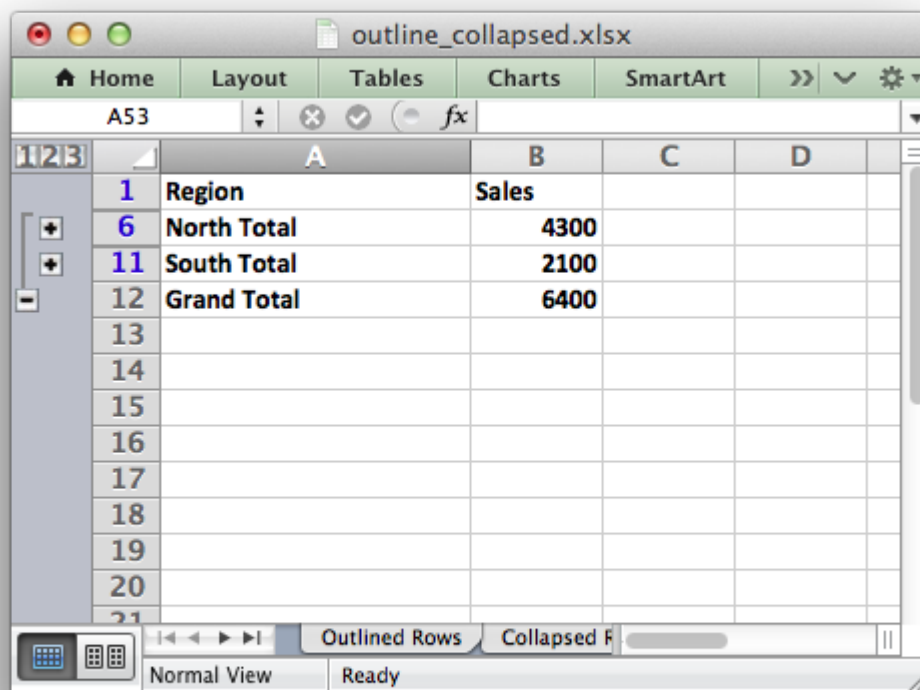 outline_collapsed.xlsx
Home Layout Tables Charts SmartArt
A53 fx
1 2 3 A B C D
1 Region Sales
6 North Total 4300
11 South Total 2100
12 Grand Total 6400
13
14
15
16
17
18
19
20
21
Outlined Rows Collapsed R
Normal View Ready